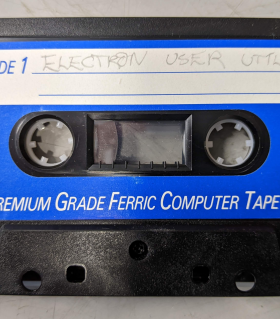 DE 1 ELECTRON USER UTIL
REMIUM GRADE FERRIC COMPUTER TAPE